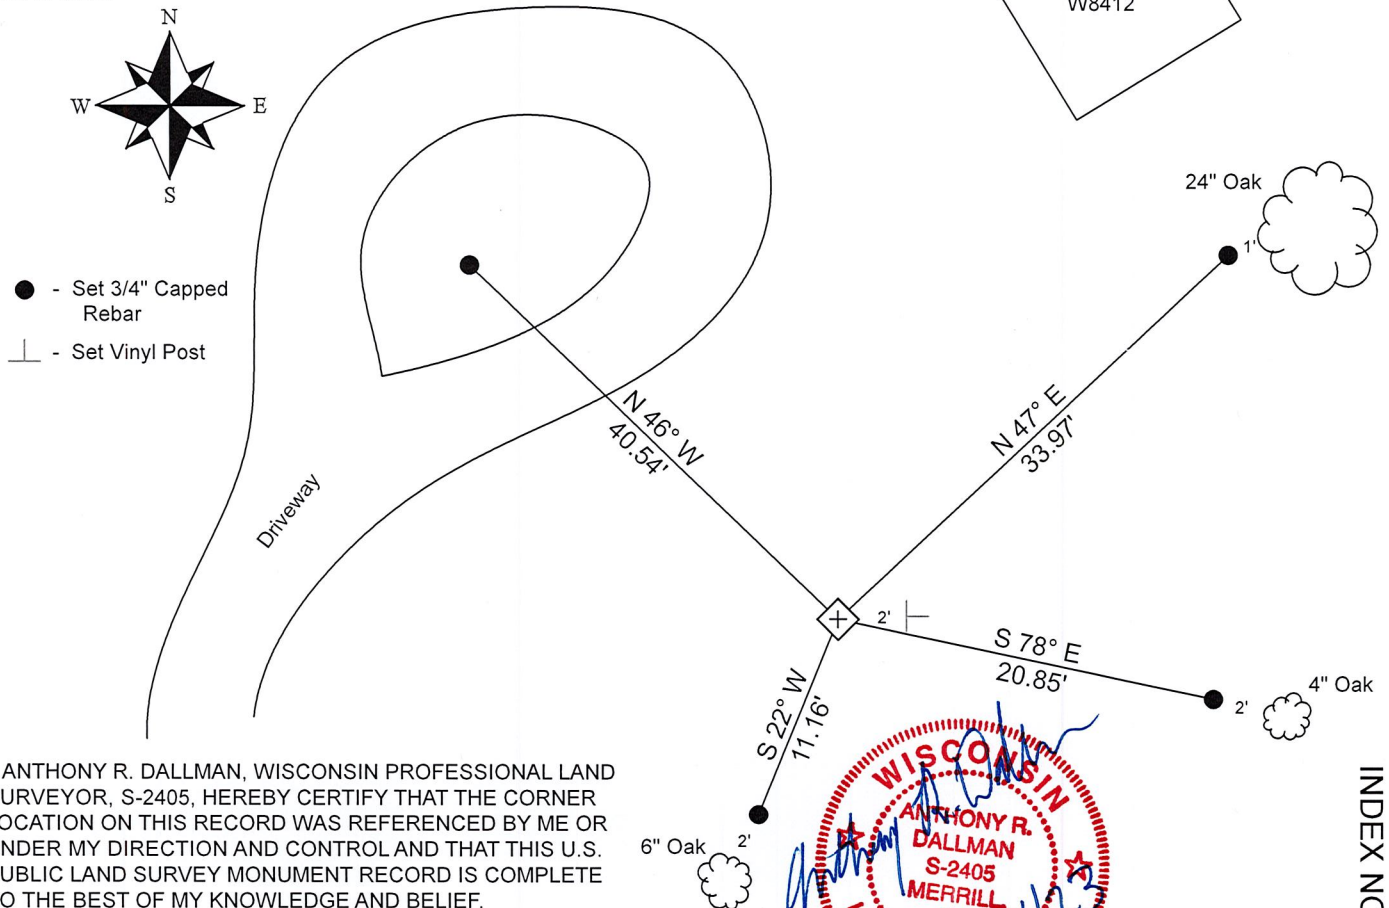 W8412
N
W E
S
24" Oak
1'
- Set 3/4" Capped
Rebar
- Set Vinyl Post
N 46° W
40.54'
N 47° E
33.97'
Driveway
2'
S 78° E
20.85'
4" Oak
2'
S 22° W
11.16'
6" Oak
2'
ANTHONY R. DALLMAN, WISCONSIN PROFESSIONAL LAND
URVEYOR, S-2405, HEREBY CERTIFY THAT THE CORNER
OCATION ON THIS RECORD WAS REFERENCED BY ME OR
NDER MY DIRECTION AND CONTROL AND THAT THIS U.S.
UBLIC LAND SURVEY MONUMENT RECORD IS COMPLETE
O THE BEST OF MY KNOWLEDGE AND BELIEF.
WISCONSIN
ANTHONY R.
DALLMAN
S-2405
MERRILL
INDEX NO